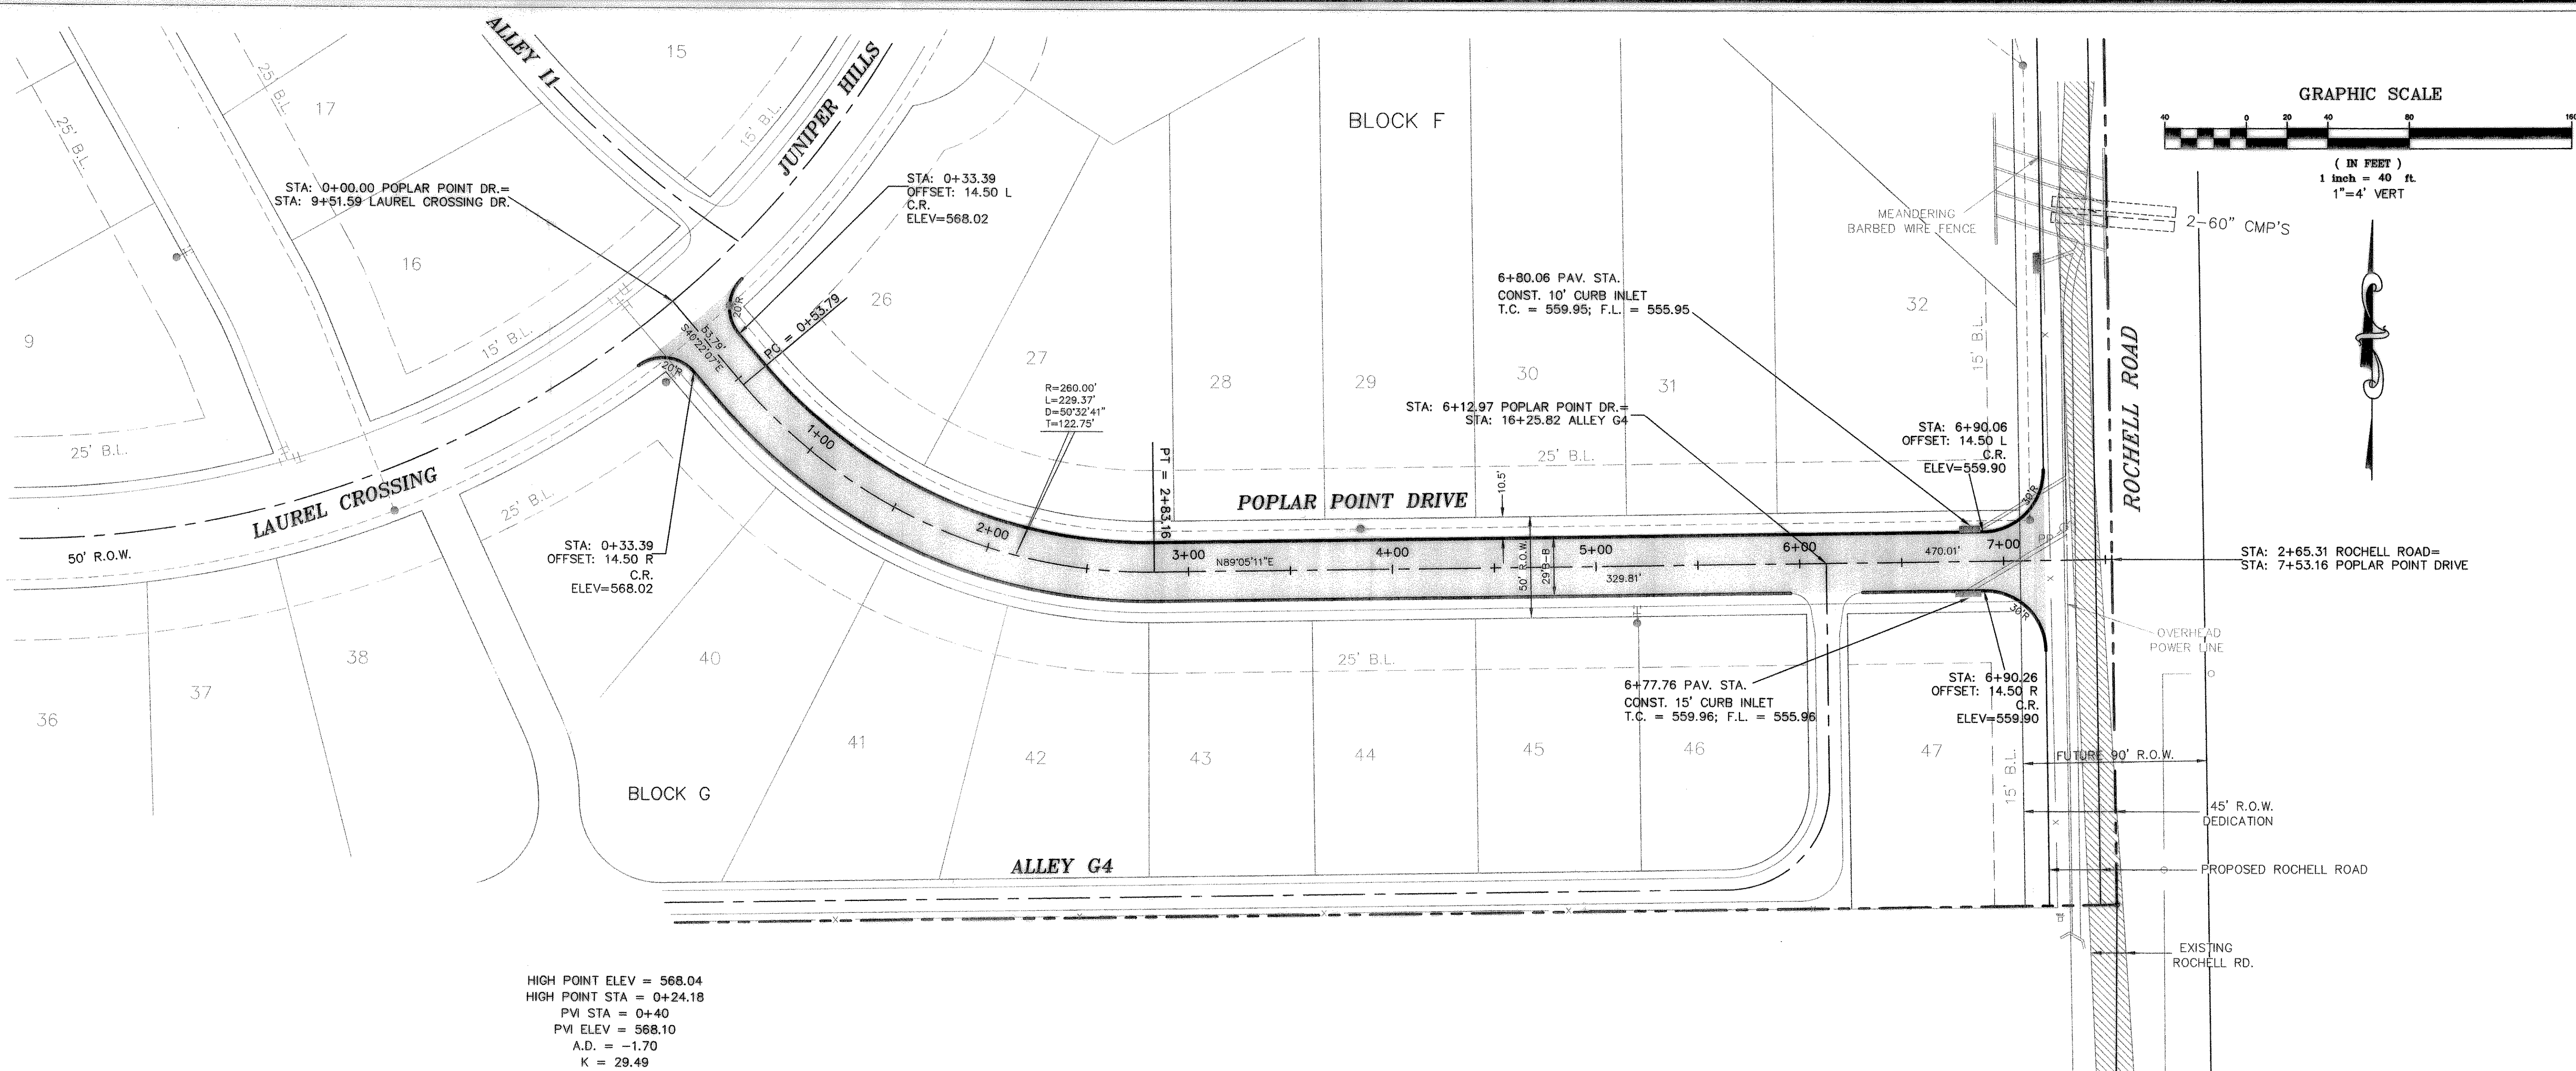 ALLEY I1
15
JUNIPER HILLS
15' B.L.
25' B.L.
17
25' B.L.
16
15' B.L.
9
25' B.L.
STA: 0+00.00 POPLAR POINT DR.=
STA: 9+51.59 LAUREL CROSSING DR.
STA: 0+33.39
OFFSET: 14.50 L
C.R.
ELEV=568.02
BLOCK F
GRAPHIC SCALE
40 0 20 40 80 160
( IN FEET )
1 inch = 40 ft.
1"=4' VERT
MEANDERING
BARBED WIRE FENCE
2-60" CMP'S
26
20'R
PC = 0+53.79
53.79'
S40°22'07"E
20'R
27
28
29
30
31
32
15' B.L.
6+80.06 PAV. STA.
CONST. 10' CURB INLET
T.C. = 559.95; F.L. = 555.95
ROCHELL ROAD
R=260.00'
L=229.37'
D=50°32'41"
T=122.75'
STA: 6+12.97 POPLAR POINT DR.=
STA: 16+25.82 ALLEY G4
STA: 6+90.06
OFFSET: 14.50 L
C.R.
ELEV=559.90
25' B.L.
PT = 2+83.16
10.5'
30'R
POPLAR POINT DRIVE
LAUREL CROSSING
50' R.O.W.
25' B.L.
1+00
2+00
3+00
4+00
5+00
6+00
7+00
N89°05'11"E
50' R.O.W.
29'B-B
329.81'
470.01'
PP
STA: 2+65.31 ROCHELL ROAD=
STA: 7+53.16 POPLAR POINT DRIVE
STA: 0+33.39
OFFSET: 14.50 R
C.R.
ELEV=568.02
30'R
OVERHEAD
POWER LINE
36
37
38
40
25' B.L.
6+77.76 PAV. STA.
CONST. 15' CURB INLET
T.C. = 559.96; F.L. = 555.96
STA: 6+90.26
OFFSET: 14.50 R
C.R.
ELEV=559.90
41
42
43
44
45
46
47
15' B.L.
FUTURE 90' R.O.W.
BLOCK G
45' R.O.W.
DEDICATION
ALLEY G4
PROPOSED ROCHELL ROAD
EXISTING
ROCHELL RD.
HIGH POINT ELEV = 568.04
HIGH POINT STA = 0+24.18
PVI STA = 0+40
PVI ELEV = 568.10
A.D. = -1.70
K = 29.49